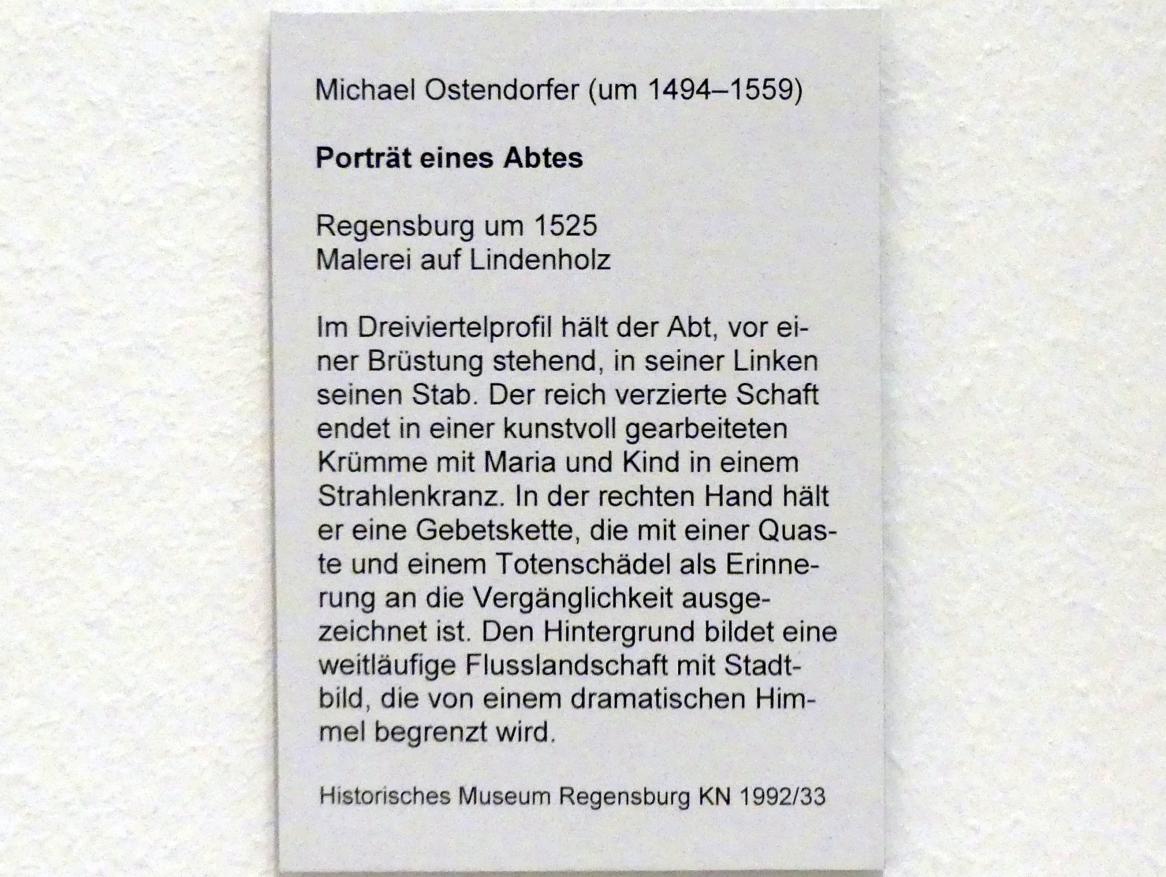 Michael Ostendorfer (um 1494–1559)
Porträt eines Abtes
Regensburg um 1525
Malerei auf Lindenholz
Im Dreiviertelprofil hält der Abt, vor ei-
ner Brüstung stehend, in seiner Linken
seinen Stab. Der reich verzierte Schaft
endet in einer kunstvoll gearbeiteten
Krümme mit Maria und Kind in einem
Strahlenkranz. In der rechten Hand hält
er eine Gebetskette, die mit einer Quas-
te und einem Totenschädel als Erinne-
rung an die Vergänglichkeit ausge-
zeichnet ist. Den Hintergrund bildet eine
weitläufige Flusslandschaft mit Stadt-
bild, die von einem dramatischen Him-
mel begrenzt wird.
Historisches Museum Regensburg KN 1992/33